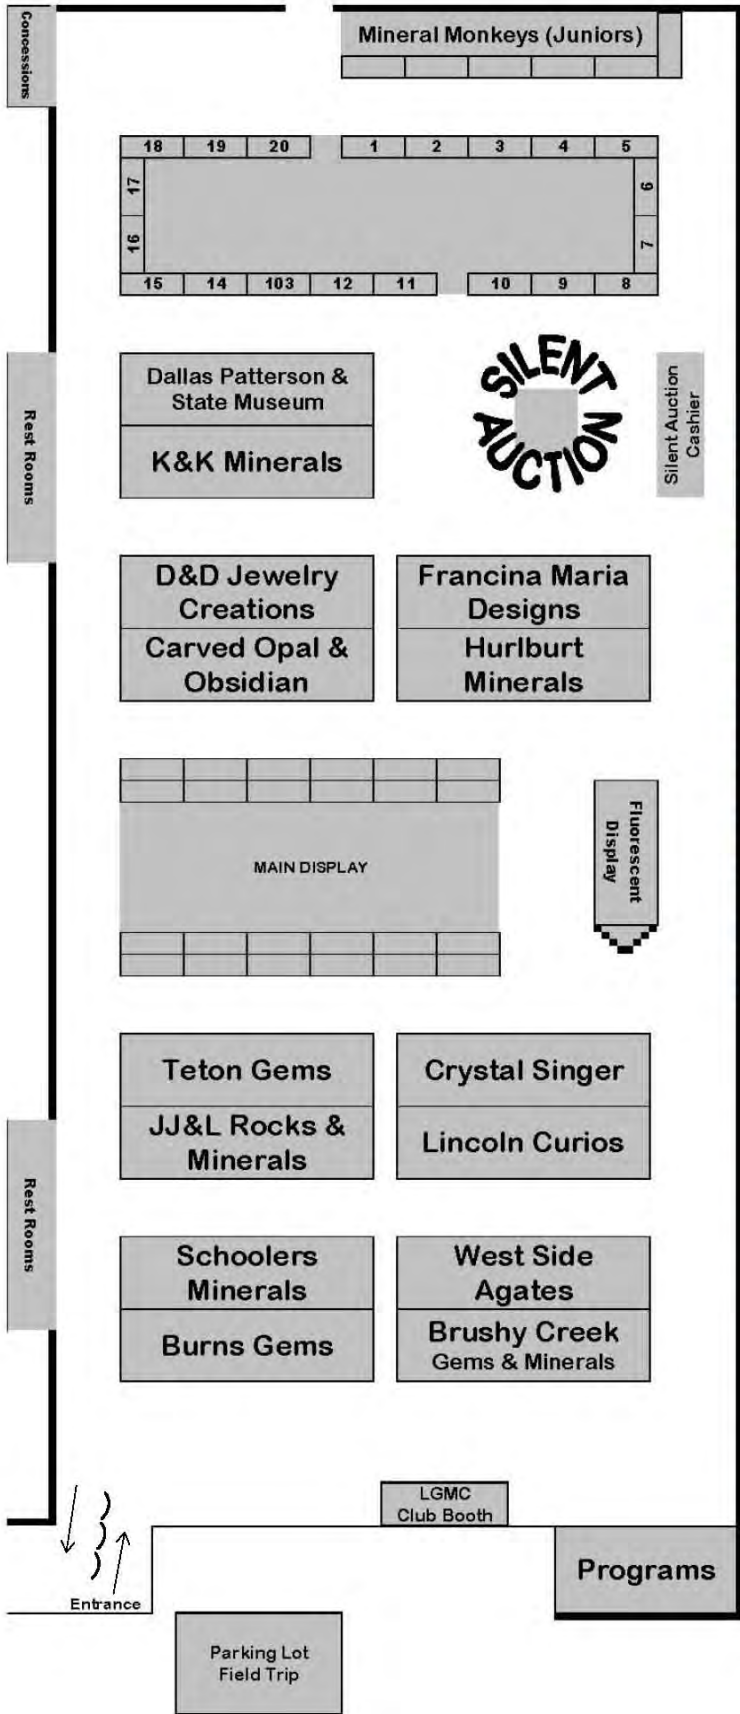 Concessions
Mineral Monkeys (Juniors)
18 19 20 1 2 3 4 5
17 6
16 7
15 14 103 12 11 10 9 8
Rest Rooms
Dallas Patterson &
State Museum
K&K Minerals
SILENT
AUCTION
Silent Auction
Cashier
D&D Jewelry
Creations
Carved Opal &
Obsidian
Francina Maria
Designs
Hurlburt
Minerals
MAIN DISPLAY
Fluorescent
Display
Teton Gems
JJ&L Rocks &
Minerals
Crystal Singer
Lincoln Curios
Rest Rooms
Schoolers
Minerals
Burns Gems
West Side
Agates
Brushy Creek
Gems & Minerals
LGMC
Club Booth
Entrance
Programs
Parking Lot
Field Trip